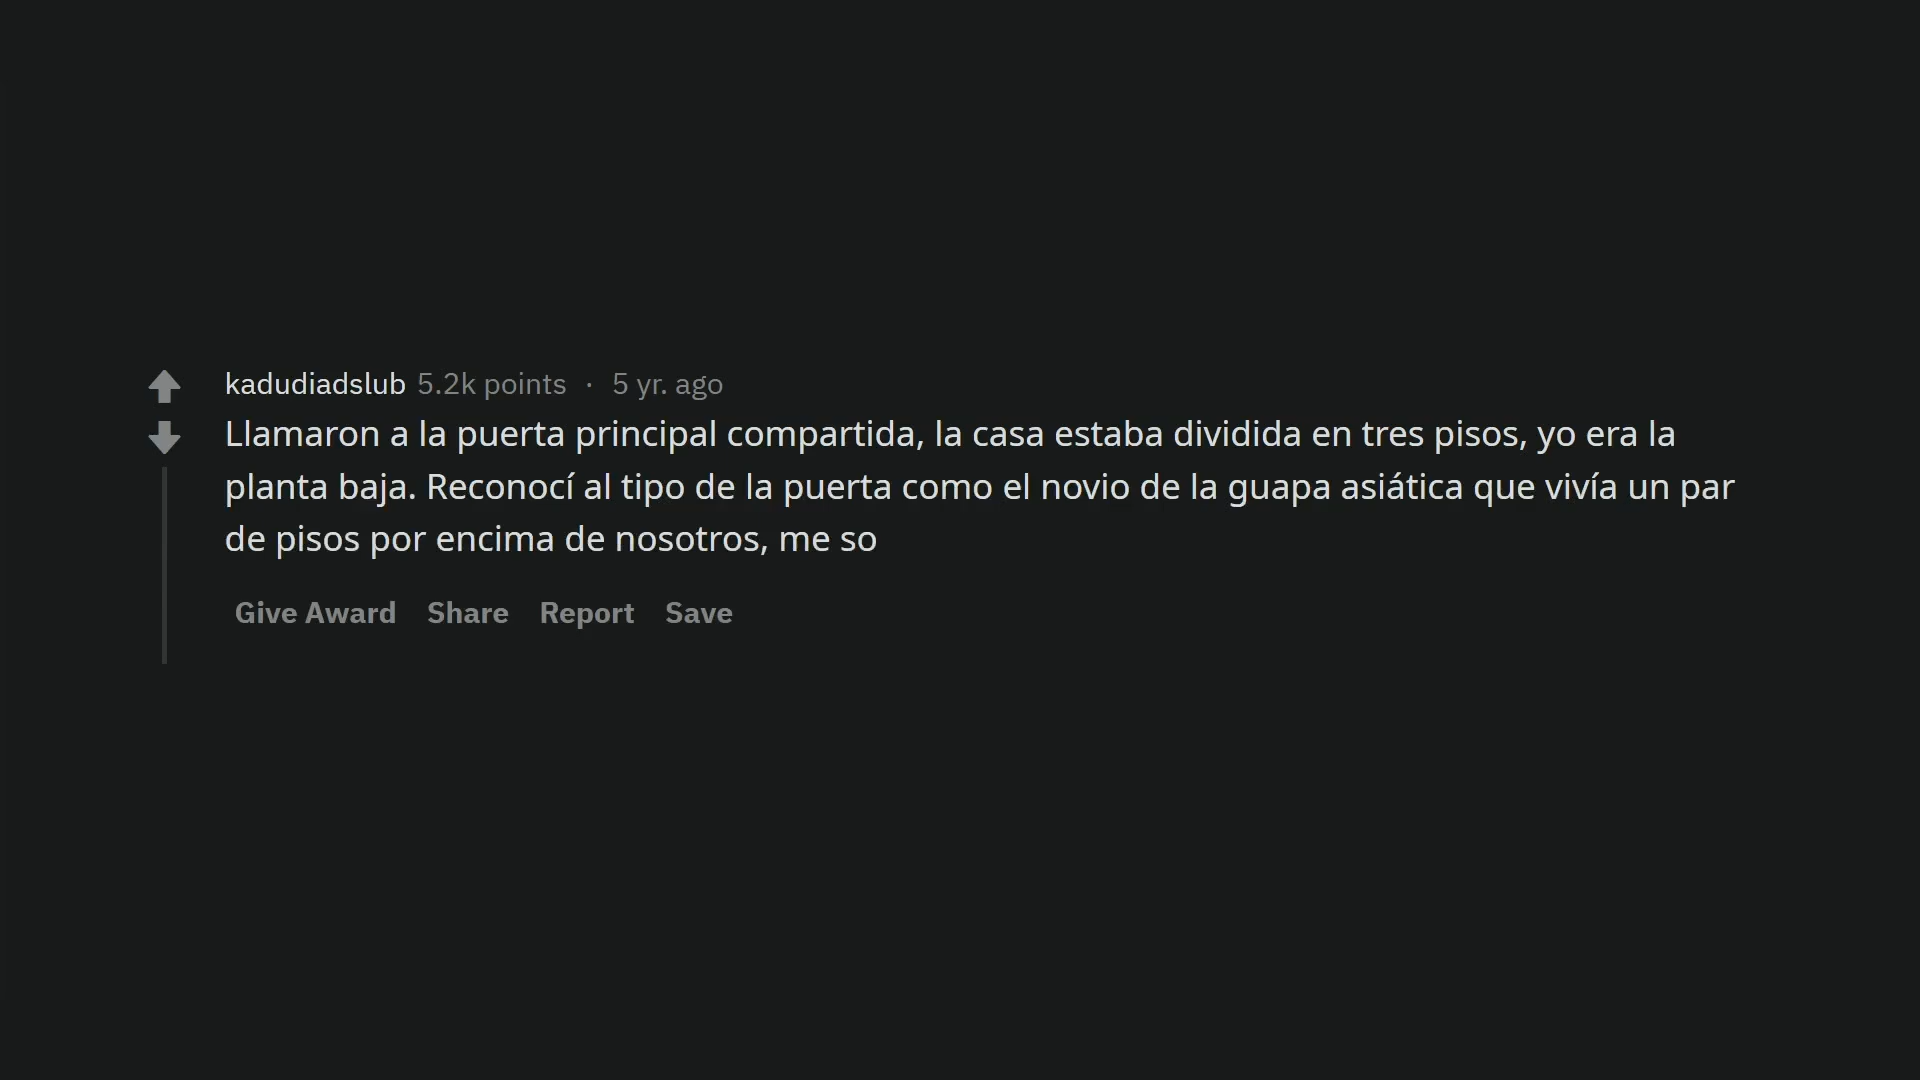 kadudiadslub 5.2k points · 5 yr. ago
Llamaron a la puerta principal compartida, la casa estaba dividida en tres pisos, yo era la
planta baja. Reconocí al tipo de la puerta como el novio de la guapa asiática que vivía un par
de pisos por encima de nosotros, me so
Give Award Share Report Save